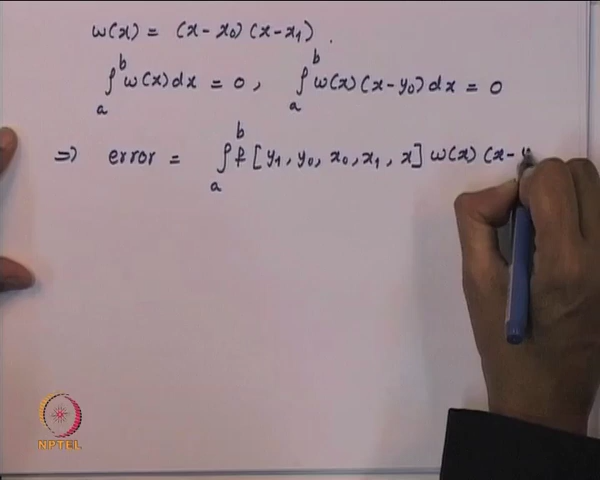 w(x) = (x - x₀) (x - x₁) .
∫ₐᵇ w(x) dx = 0 , ∫ₐᵇ w(x) (x - y₀) dx = 0
⇒ error = ∫ₐᵇ f [y₁, y₀, x₀, x₁, x] w(x) (x - y
NPTEL